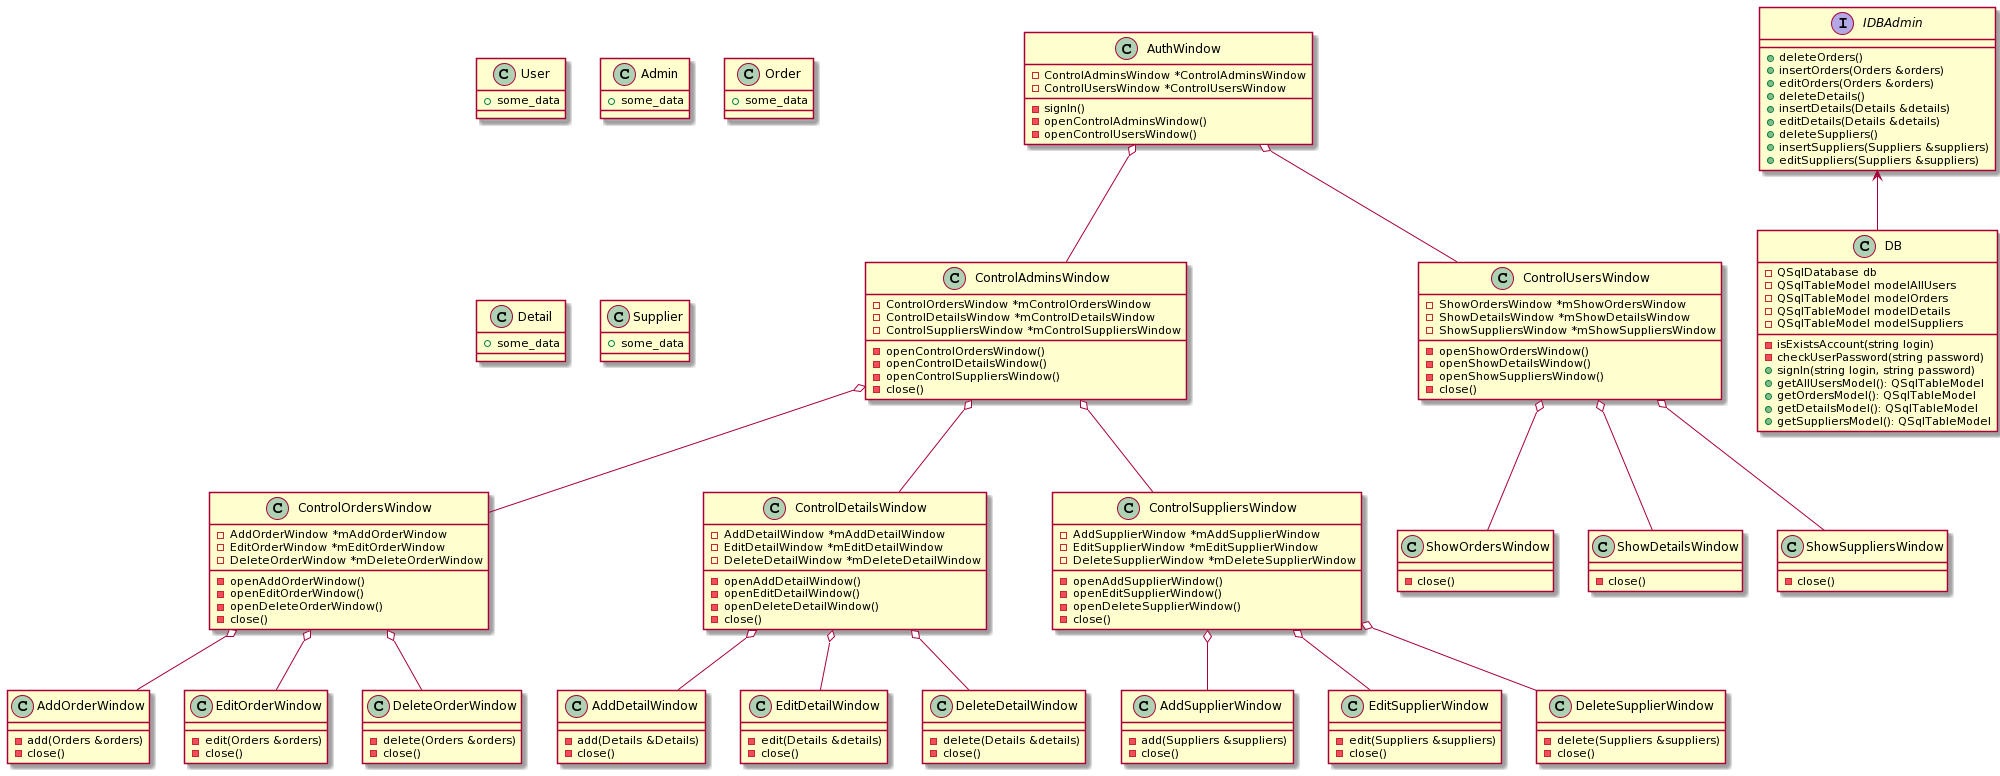 C User
some_data
C Admin
some_data
C Order
some_data
C AuthWindow
ControlAdminsWindow *ControlAdminsWindow
ControlUsersWindow *ControlUsersWindow
signIn()
openControlAdminsWindow()
openControlUsersWindow()
I IDBAdmin
deleteOrders()
insertOrders(Orders &orders)
editOrders(Orders &orders)
deleteDetails()
insertDetails(Details &details)
editDetails(Details &details)
deleteSuppliers()
insertSuppliers(Suppliers &suppliers)
editSuppliers(Suppliers &suppliers)
C Detail
some_data
C Supplier
some_data
C ControlAdminsWindow
ControlOrdersWindow *mControlOrdersWindow
ControlDetailsWindow *mControlDetailsWindow
ControlSuppliersWindow *mControlSuppliersWindow
openControlOrdersWindow()
openControlDetailsWindow()
openControlSuppliersWindow()
close()
C ControlUsersWindow
ShowOrdersWindow *mShowOrdersWindow
ShowDetailsWindow *mShowDetailsWindow
ShowSuppliersWindow *mShowSuppliersWindow
openShowOrdersWindow()
openShowDetailsWindow()
openShowSuppliersWindow()
close()
C DB
QSqlDatabase db
QSqlTableModel modelAllUsers
QSqlTableModel modelOrders
QSqlTableModel modelDetails
QSqlTableModel modelSuppliers
isExistsAccount(string login)
checkUserPassword(string password)
signIn(string login, string password)
getAllUsersModel(): QSqlTableModel
getOrdersModel(): QSqlTableModel
getDetailsModel(): QSqlTableModel
getSuppliersModel(): QSqlTableModel
C ControlOrdersWindow
AddOrderWindow *mAddOrderWindow
EditOrderWindow *mEditOrderWindow
DeleteOrderWindow *mDeleteOrderWindow
openAddOrderWindow()
openEditOrderWindow()
openDeleteOrderWindow()
close()
C ControlDetailsWindow
AddDetailWindow *mAddDetailWindow
EditDetailWindow *mEditDetailWindow
DeleteDetailWindow *mDeleteDetailWindow
openAddDetailWindow()
openEditDetailWindow()
openDeleteDetailWindow()
close()
C ControlSuppliersWindow
AddSupplierWindow *mAddSupplierWindow
EditSupplierWindow *mEditSupplierWindow
DeleteSupplierWindow *mDeleteSupplierWindow
openAddSupplierWindow()
openEditSupplierWindow()
openDeleteSupplierWindow()
close()
C ShowOrdersWindow
close()
C ShowDetailsWindow
close()
C ShowSuppliersWindow
close()
C AddOrderWindow
add(Orders &orders)
close()
C EditOrderWindow
edit(Orders &orders)
close()
C DeleteOrderWindow
delete(Orders &orders)
close()
C AddDetailWindow
add(Details &Details)
close()
C EditDetailWindow
edit(Details &details)
close()
C DeleteDetailWindow
delete(Details &details)
close()
C AddSupplierWindow
add(Suppliers &suppliers)
close()
C EditSupplierWindow
edit(Suppliers &suppliers)
close()
C DeleteSupplierWindow
delete(Suppliers &suppliers)
close()